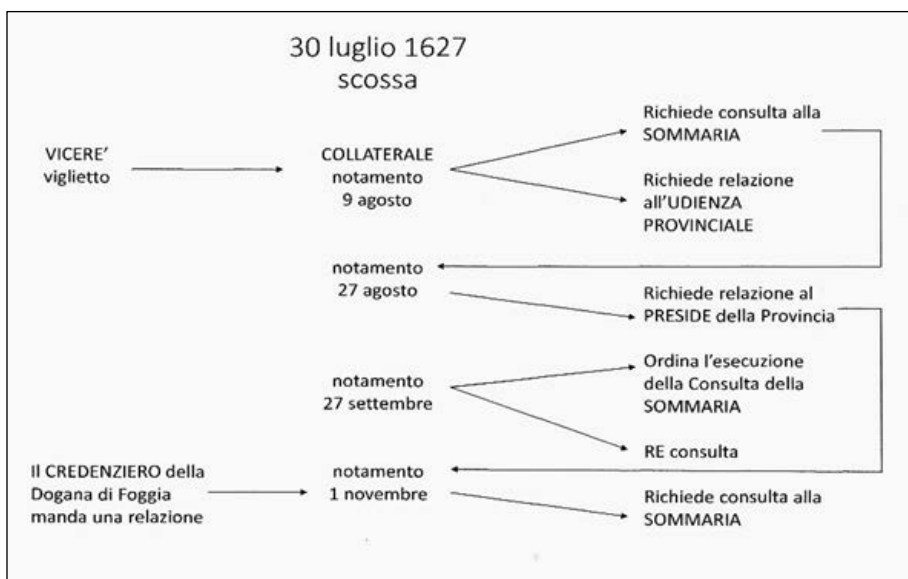 30 luglio 1627
scossa
VICERE’
viglietto
COLLATERALE
notamento
9 agosto
Richiede consulta alla
SOMMARIA
Richiede relazione
all’UDIENZA
PROVINCIALE
notamento
27 agosto
Richiede relazione al
PRESIDE della Provincia
notamento
27 settembre
Ordina l’esecuzione
della Consulta della
SOMMARIA
RE consulta
Il CREDENZIERO della
Dogana di Foggia
manda una relazione
notamento
1 novembre
Richiede consulta alla
SOMMARIA